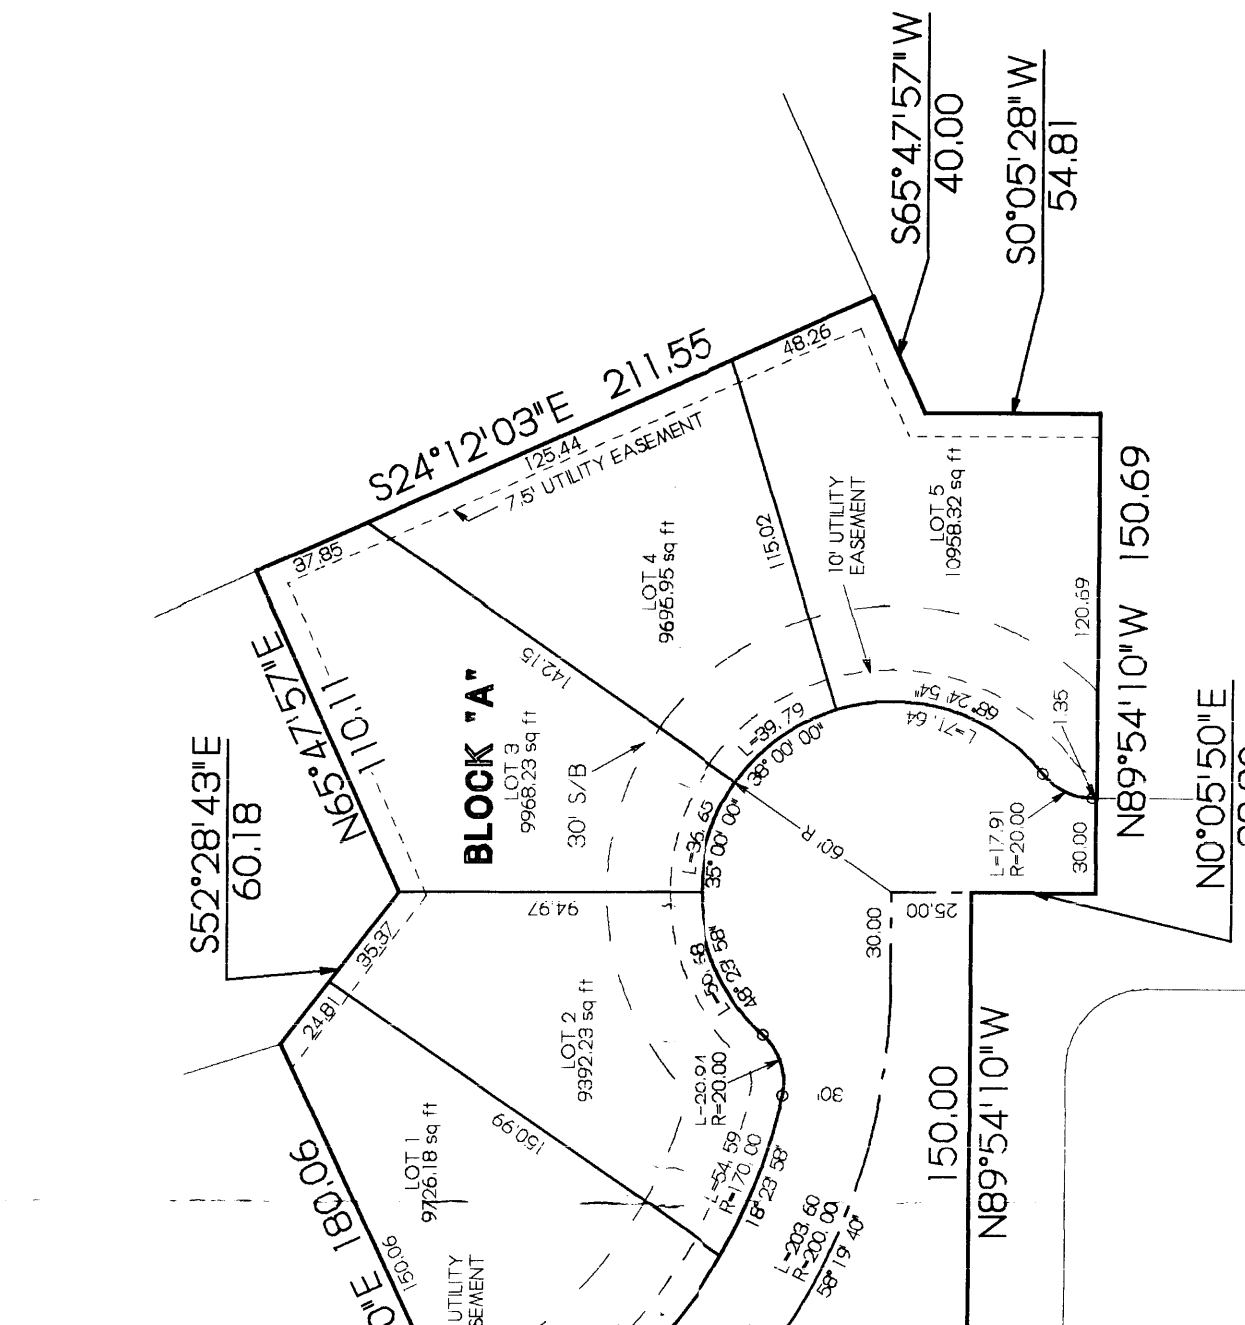 S65°47'57"W
40.00
S0°05'28"W
54.81
S24°12'03"E 211.55
48.26
125.44
7.5' UTILITY EASEMENT
37.85
N65°47'57"E
110.11
S52°28'43"E
60.18
BLOCK "A"
LOT 3
9968.23 sq ft
30' S/B
142.15
LOT 4
9696.95 sq ft
115.02
10' UTILITY
EASEMENT
LOT 5
10958.32 sq ft
120.69
N89°54'10"W 150.69
L=39.79
38°00'00"
L=36.65
35°00'00"
60' R
L=71.64
68°24'54"
1.35
L=17.91
R=20.00
30.00
N0°05'50"E
94.97
25.00
30.00
35.37
24.81
LOT 2
9392.23 sq ft
L=50.68
48°23'58"
L=20.94
R=20.00
30'
150.99
LOT 1
9726.18 sq ft
L=54.59
R=170.00
18°23'58"
L=203.60
R=200.00
58°19'40"
150.00
N89°54'10"W
0"E 180.06
150.06
UTILITY
SEMENT